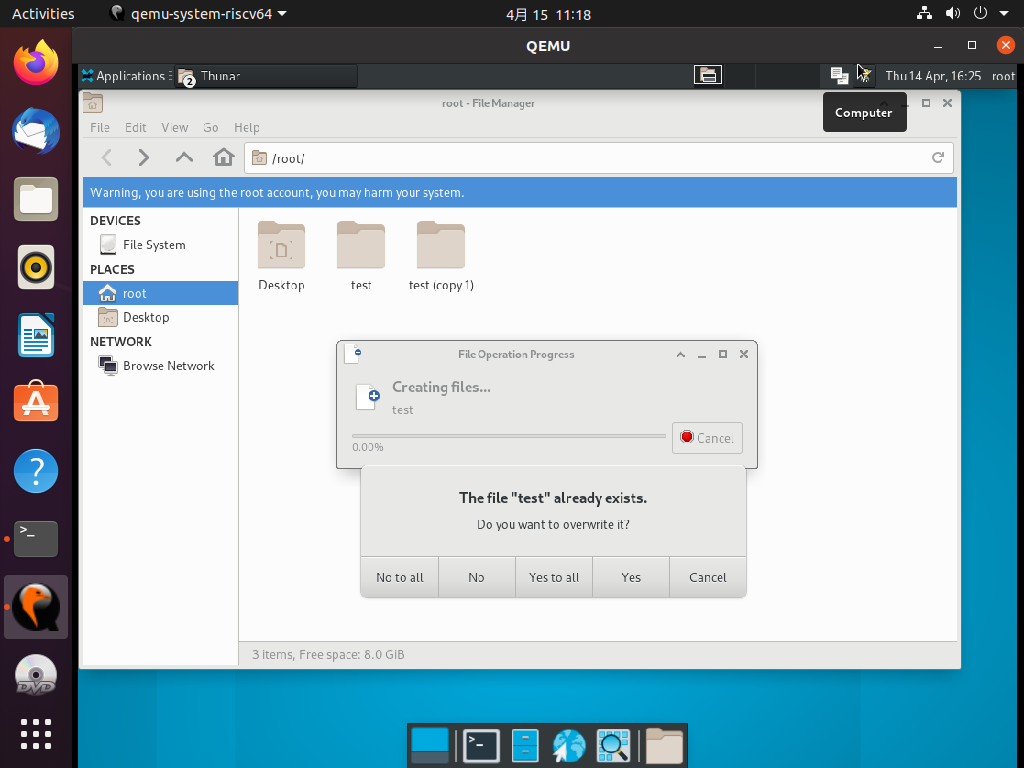 Activities
qemu-system-riscv64
4月 15 11:18
QEMU
Applications
2
Thunar
Thu 14 Apr, 16:25
root
root - File Manager
Computer
File
Edit
View
Go
Help
/root/
Warning, you are using the root account, you may harm your system.
DEVICES
File System
PLACES
root
Desktop
NETWORK
Browse Network
Desktop
test
test (copy 1)
File Operation Progress
Creating files...
test
0.00%
Cancel
The file "test" already exists.
Do you want to overwrite it?
No to all
No
Yes to all
Yes
Cancel
3 items, Free space: 8.0 GiB
>_
?
DVD
>_